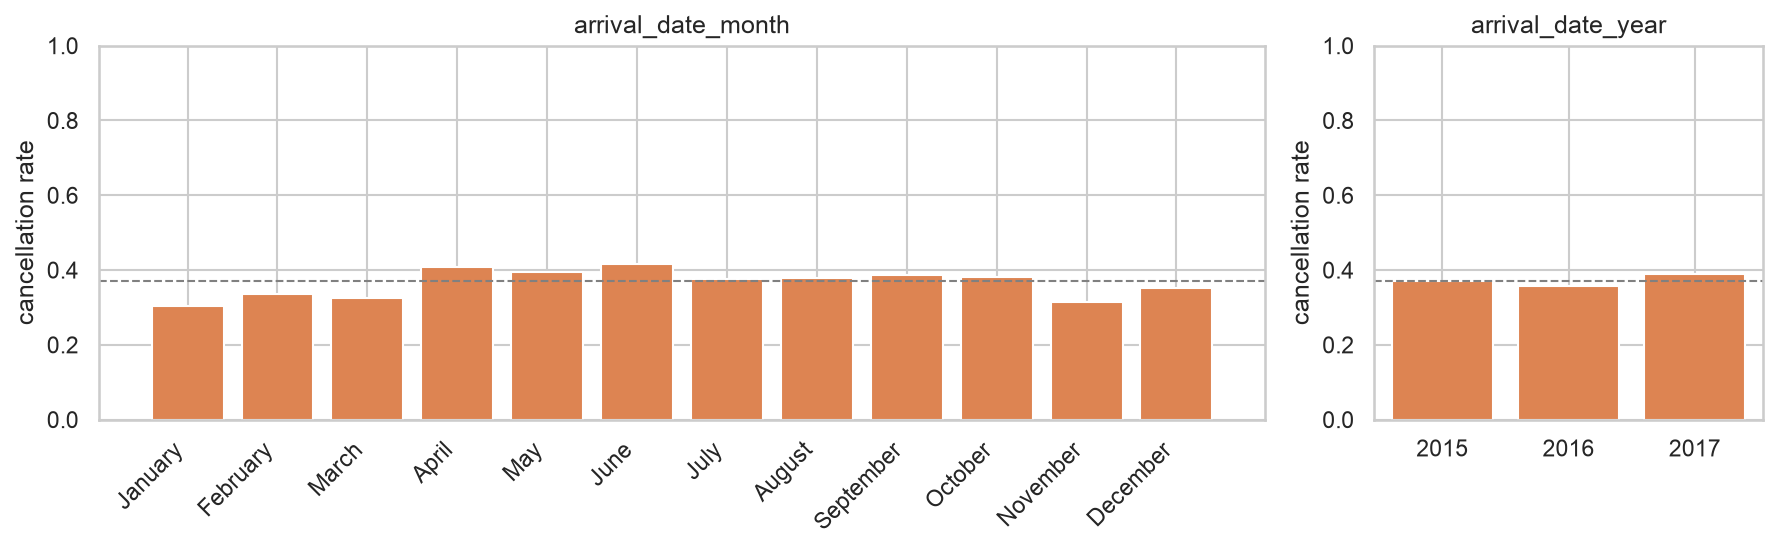 arrival_date_month
cancellation rate
1.0
0.8
0.6
0.4
0.2
0.0
January
February
March
April
May
June
July
August
September
October
November
December
arrival_date_year
cancellation rate
1.0
0.8
0.6
0.4
0.2
0.0
2015
2016
2017